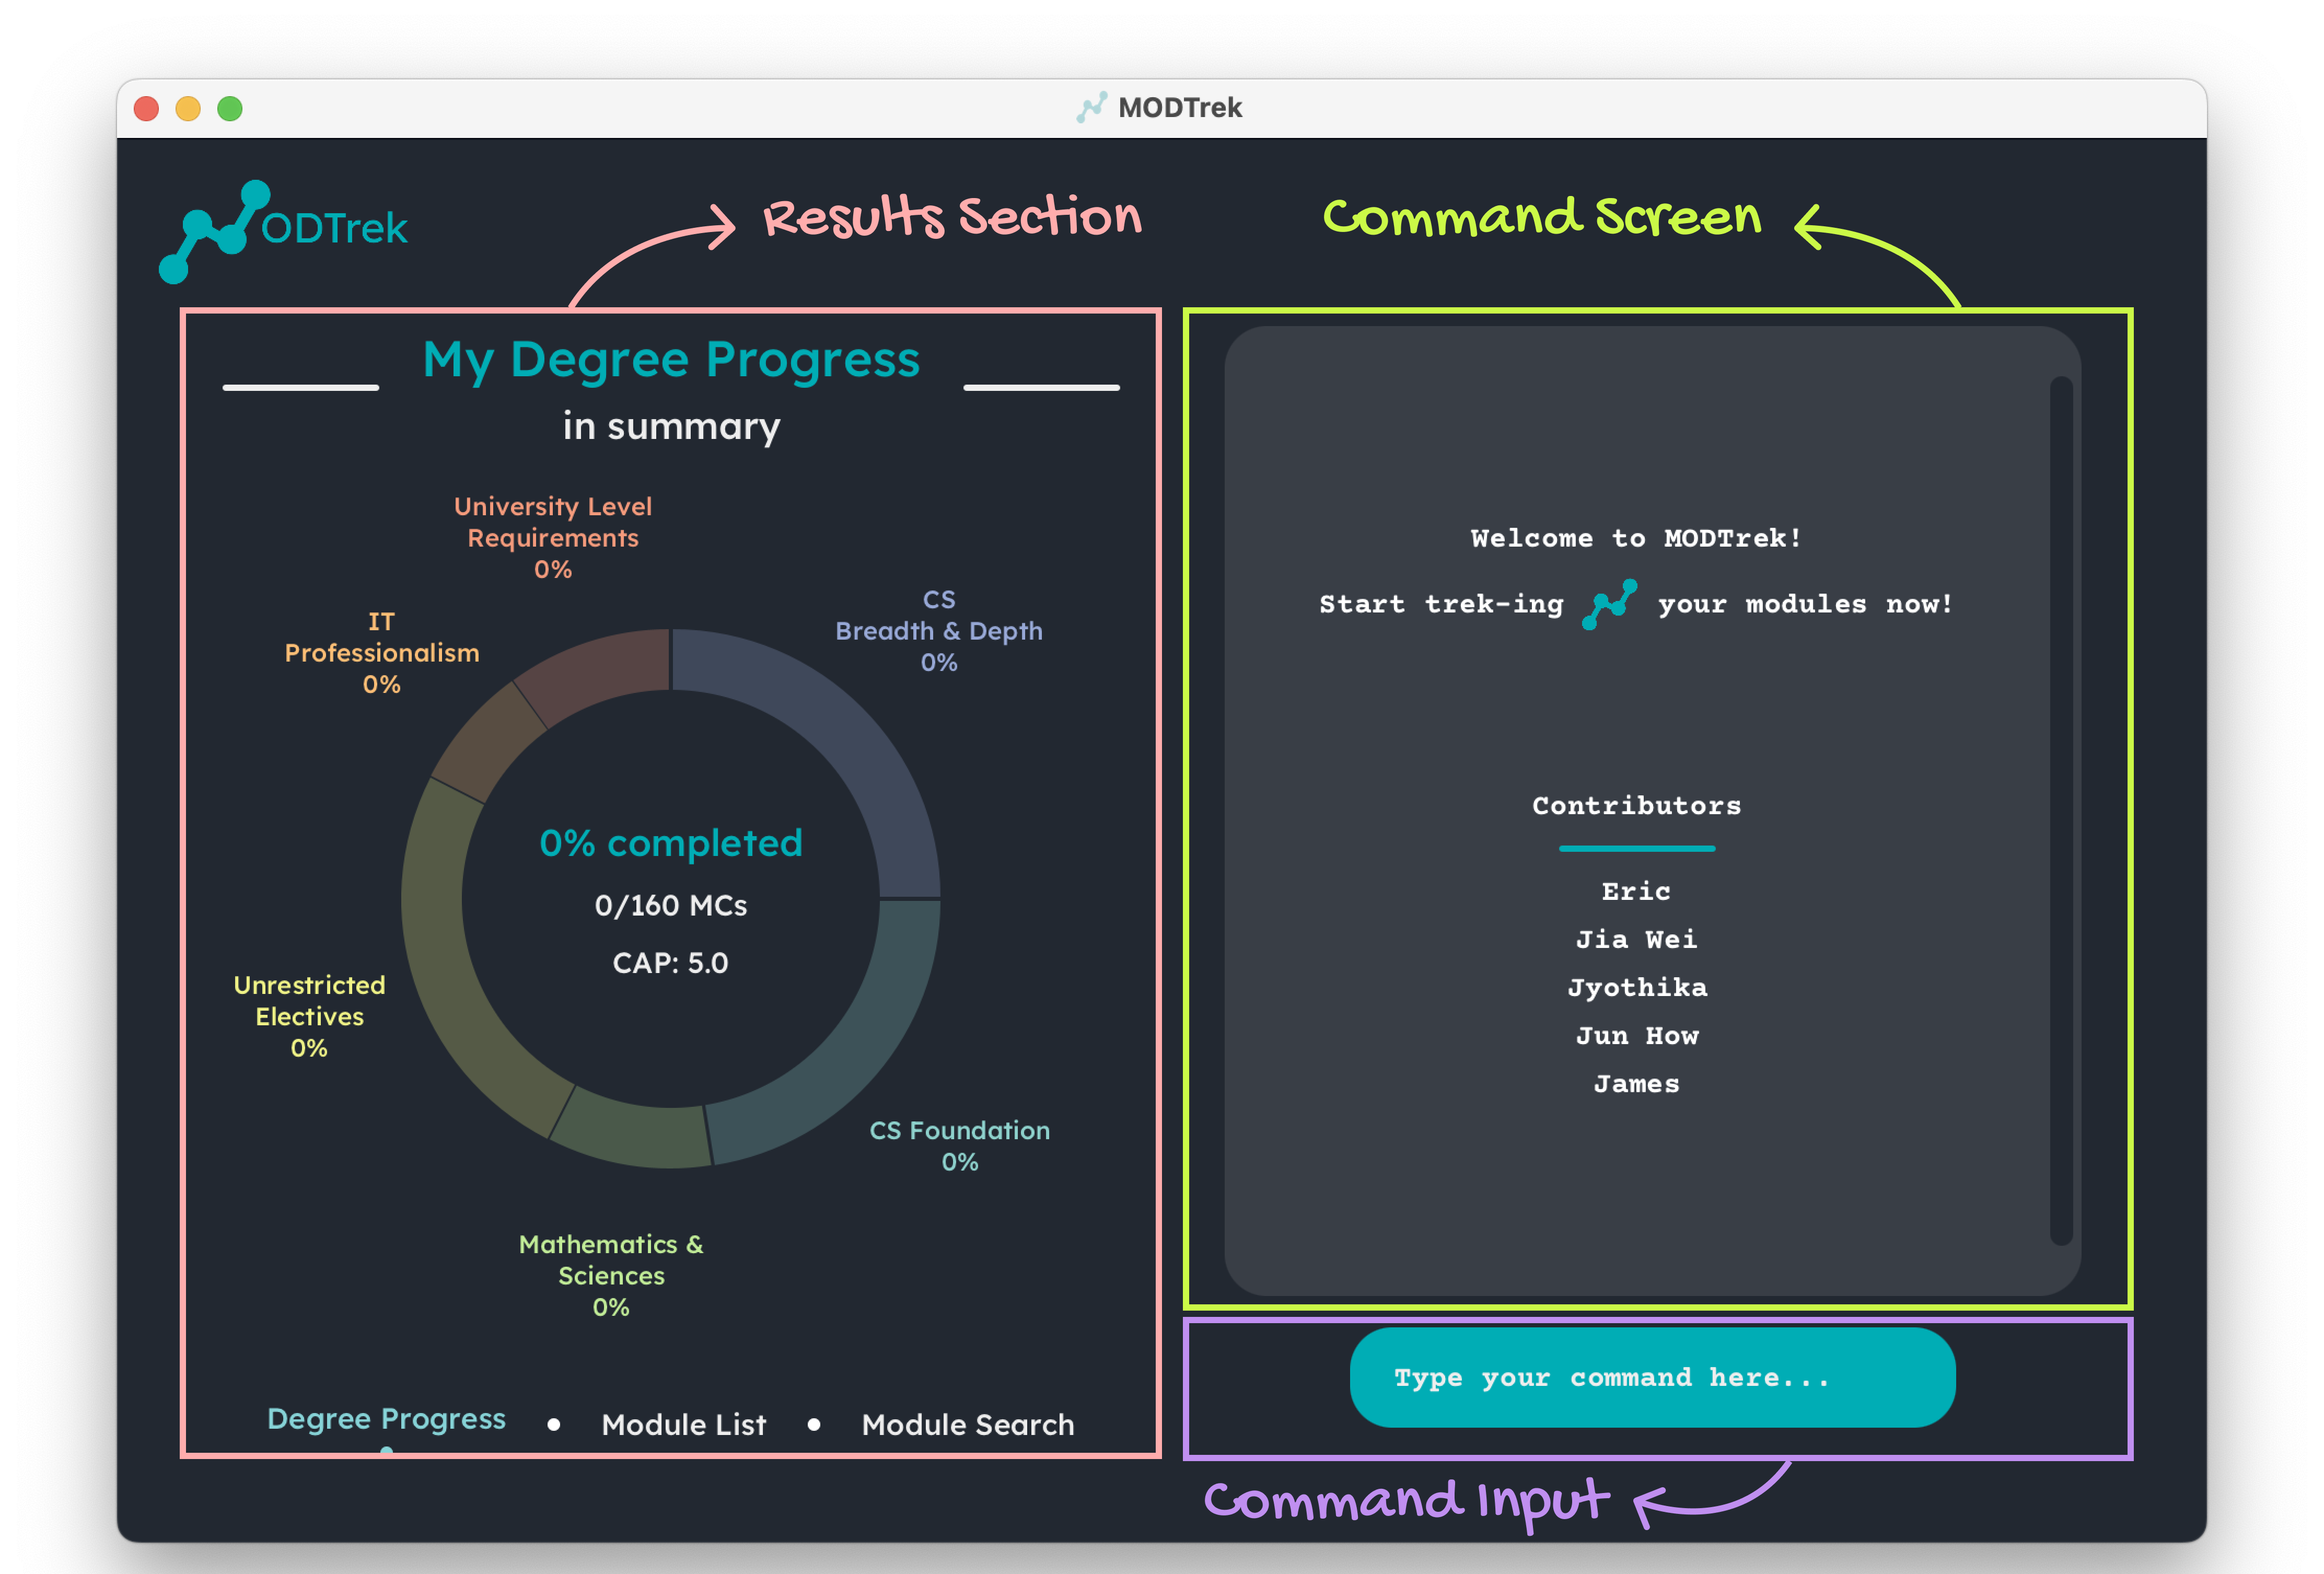 MODTrek
ODTrek
Results Section
Command Screen
My Degree Progress
in summary
University Level
Requirements
0%
CS
Breadth & Depth
0%
IT
Professionalism
0%
0% completed
0/160 MCs
CAP: 5.0
Unrestricted
Electives
0%
CS Foundation
0%
Mathematics &
Sciences
0%
Degree Progress • Module List • Module Search
Welcome to MODTrek!
Start trek-ing your modules now!
Contributors
Eric
Jia Wei
Jyothika
Jun How
James
Type your command here...
Command Input